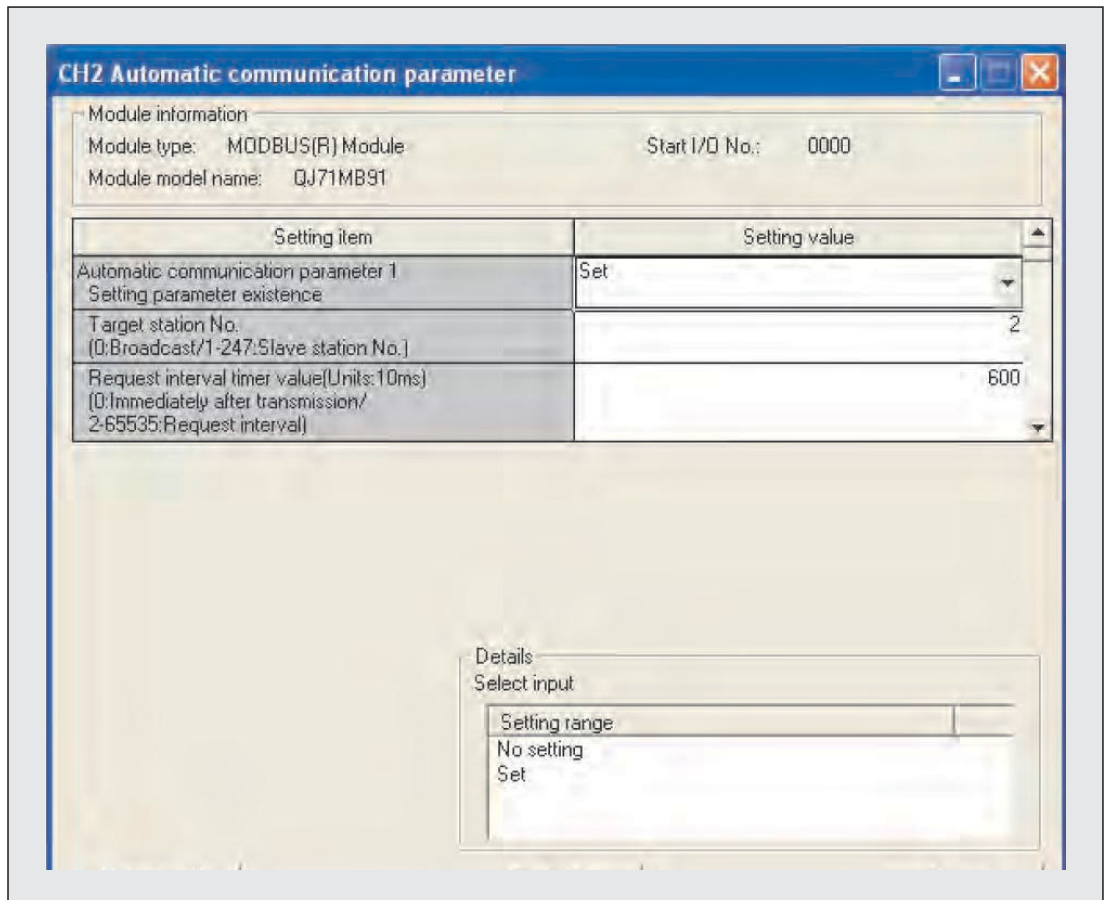 CH2 Automatic communication parameter
Module information
Module type: MODBUS(R) Module Start I/O No.: 0000
Module model name: QJ71MB91
Setting item Setting value
Automatic communication parameter 1 Set
Setting parameter existence
Target station No. 2
(0:Broadcast/1-247:Slave station No.)
Request interval timer value(Units:10ms) 600
(0:Immediately after transmission/
2-65535:Request interval)
Details
Select input
Setting range
No setting
Set